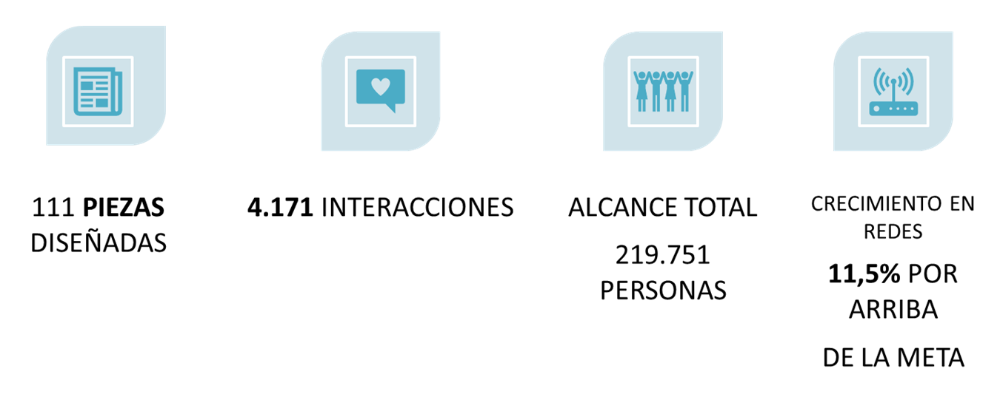 111 PIEZAS
DISEÑADAS
4.171 INTERACCIONES
ALCANCE TOTAL
219.751
PERSONAS
CRECIMIENTO EN
REDES
11,5% POR
ARRIBA
DE LA META